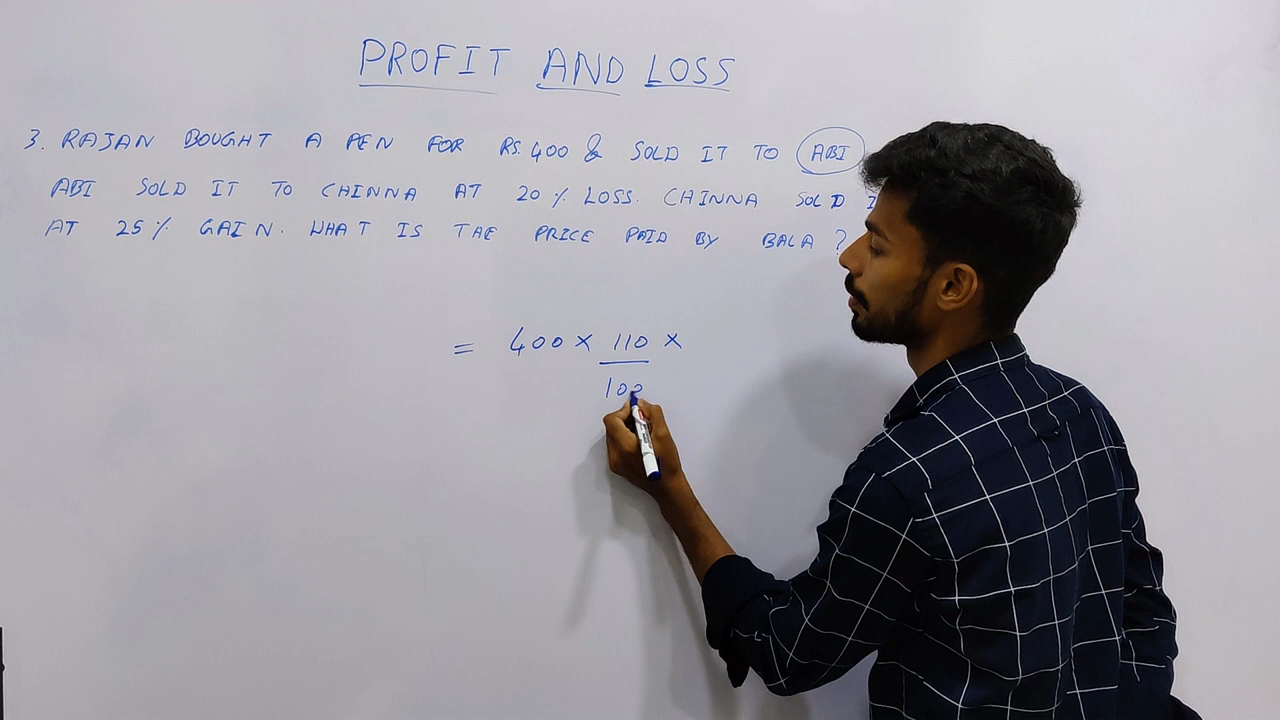 PROFIT AND LOSS
3. RAJAN BOUGHT A PEN FOR RS. 400 & SOLD IT TO ABI
ABI SOLD IT TO CHINNA AT 20% LOSS. CHINNA SOLD
AT 25% GAIN. WHAT IS THE PRICE PAID BY BALA ?
= 400 × 110 ×
100